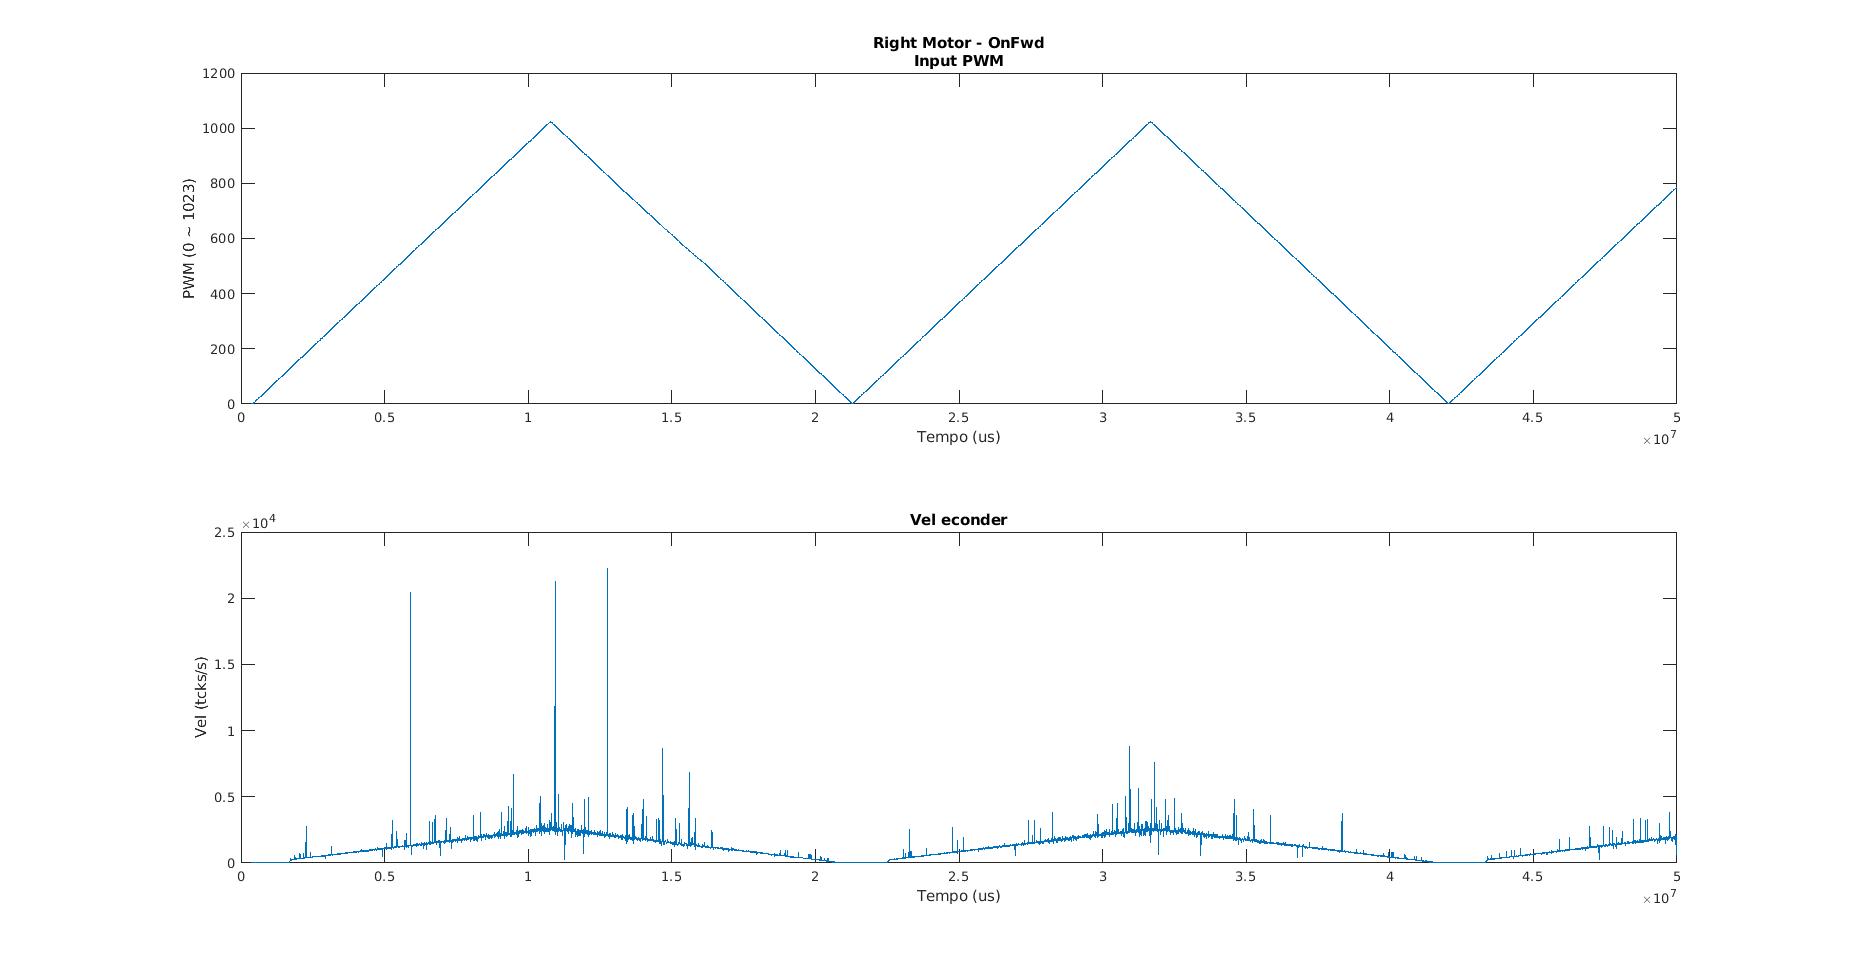 Right Motor - OnFwd
Input PWM
1200
1000
800
600
400
200
0
PWM (0 ~ 1023)
0 0.5 1 1.5 2 2.5 3 3.5 4 4.5 5
Tempo (us)
×10^7
Vel econder
×10^4
2.5
2
1.5
1
0.5
0
Vel (tcks/s)
0 0.5 1 1.5 2 2.5 3 3.5 4 4.5 5
Tempo (us)
×10^7